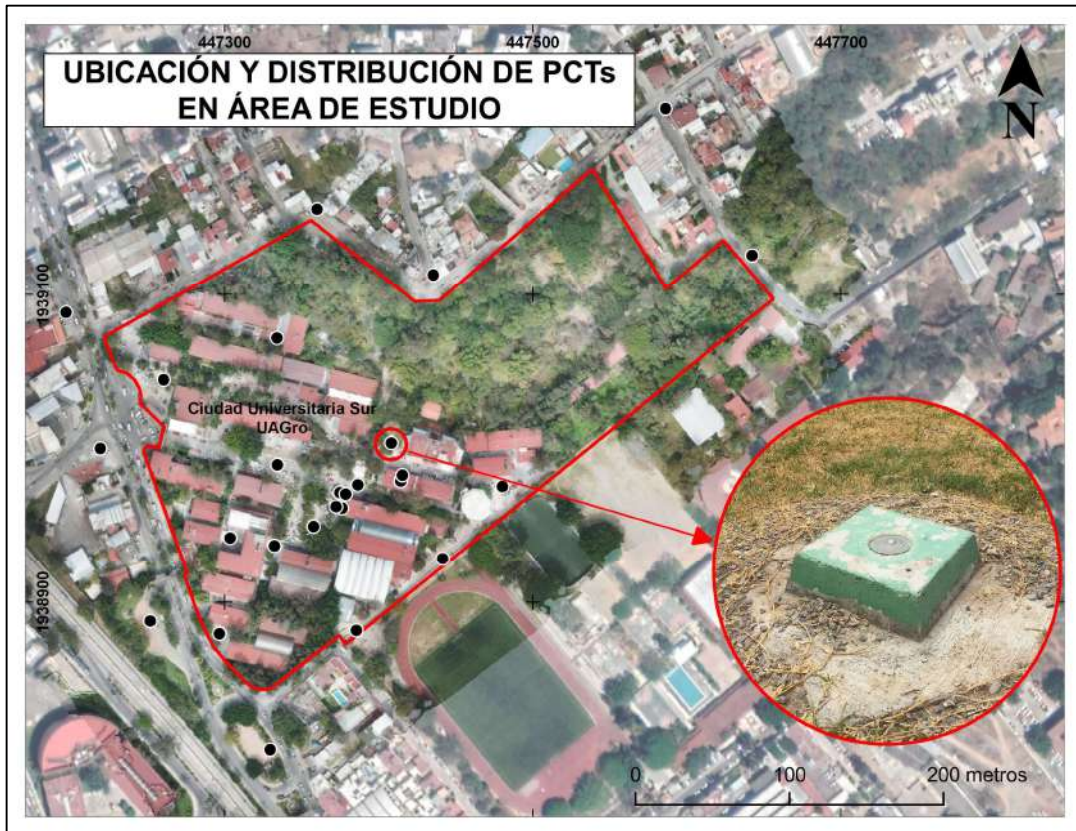 447300
447500
447700
UBICACIÓN Y DISTRIBUCIÓN DE PCTs
EN ÁREA DE ESTUDIO
N
1939100
Ciudad Universitaria Sur
UAGro
1938900
0
100
200 metros